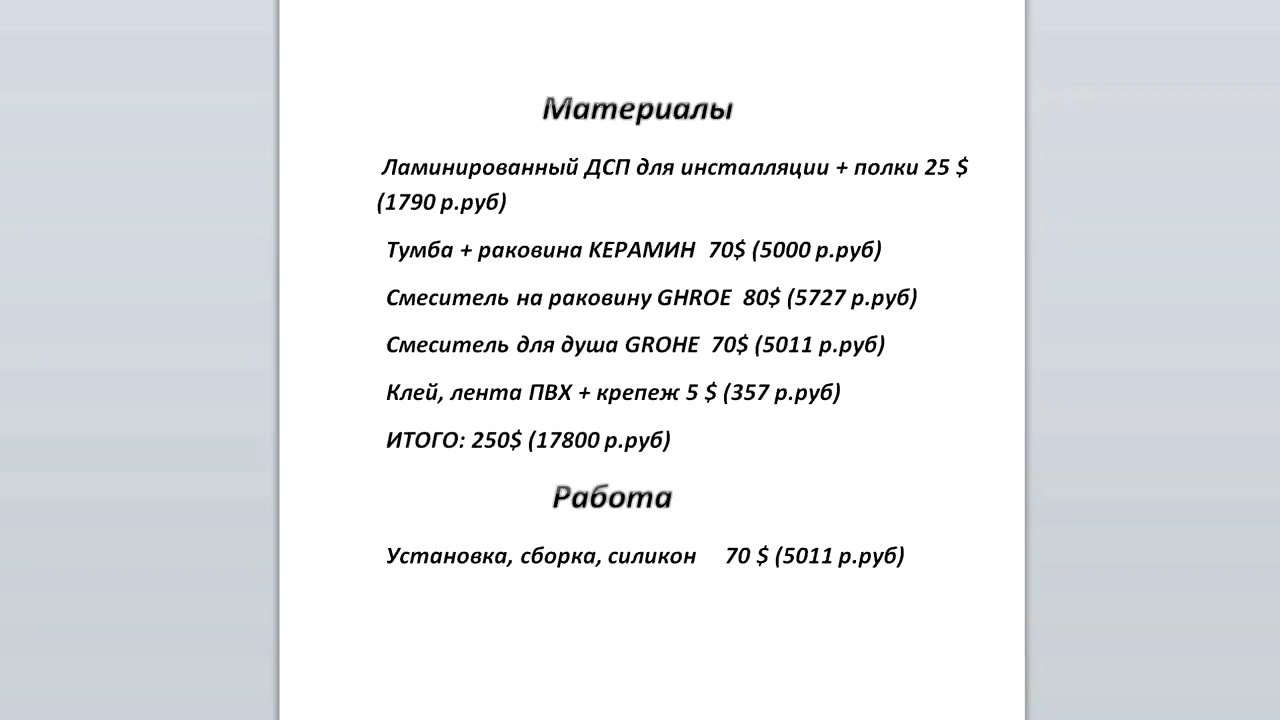 Материалы
Ламинированный ДСП для инсталляции + полки 25 $
(1790 р.руб)
Тумба + раковина КЕРАМИН 70$ (5000 р.руб)
Смеситель на раковину GHROE 80$ (5727 р.руб)
Смеситель для душа GROHE 70$ (5011 р.руб)
Клей, лента ПВХ + крепеж 5 $ (357 р.руб)
ИТОГО: 250$ (17800 р.руб)
Работа
Установка, сборка, силикон 70 $ (5011 р.руб)